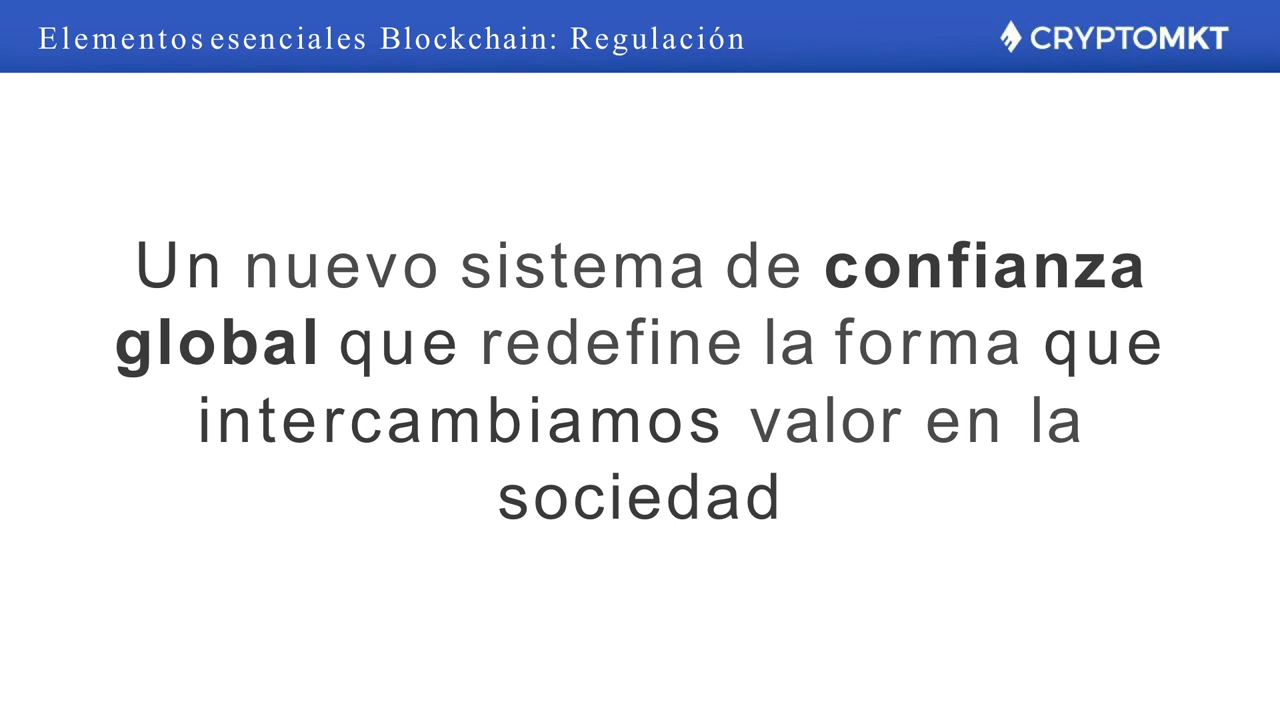 Elementos esenciales Blockchain: Regulación
CRYPTOMKT
Un nuevo sistema de confianza
global que redefine la forma que
intercambiamos valor en la
sociedad